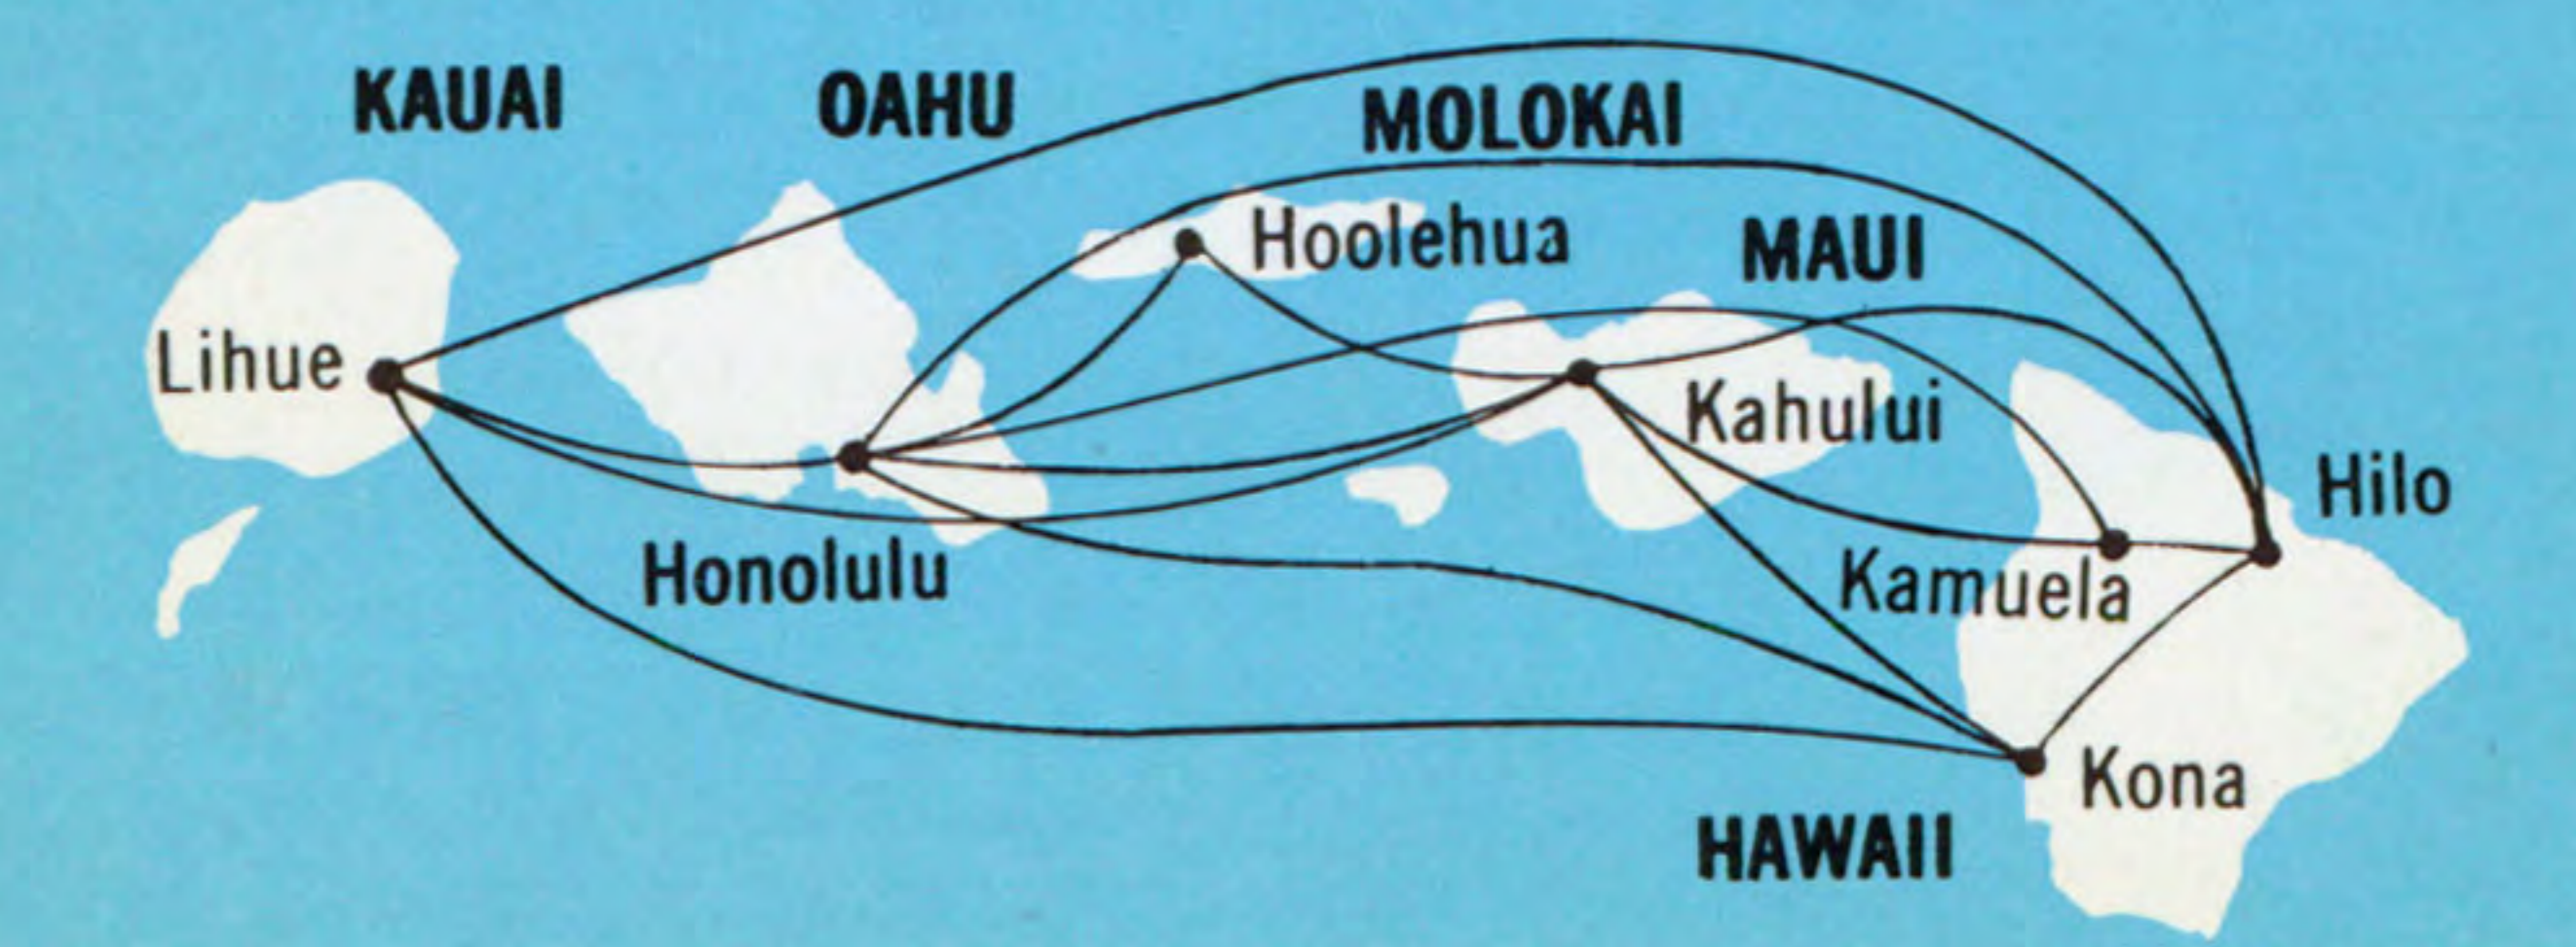 KAUAI
OAHU
MOLOKAI
Hoolehua
MAUI
Lihue
Kahului
Hilo
Honolulu
Kamuela
Kona
HAWAII